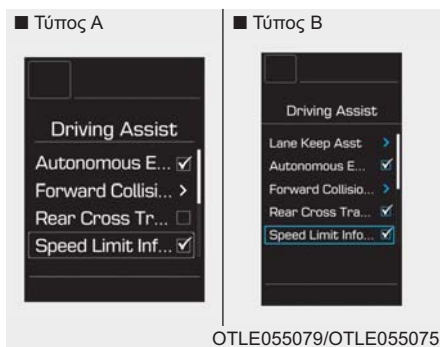 ■ Τύπος A
Driving Assist
Autonomous E...
Forward Collisi... >
Rear Cross Tr...
Speed Limit Inf...
■ Τύπος B
Driving Assist
Lane Keep Asst >
Autonomous E...
Forward Collisio... >
Rear Cross Tra...
Speed Limit Info...
OTLE055079/OTLE055075